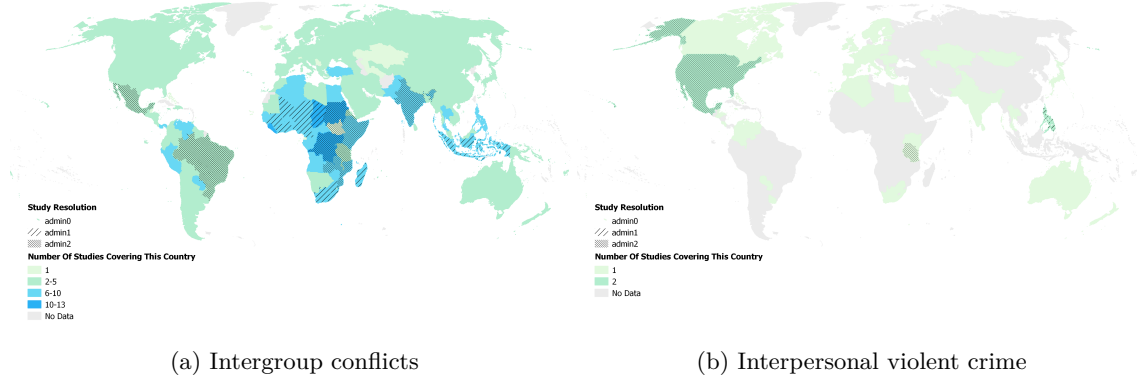 Study Resolution
admin0
admin1
admin2
Number Of Studies Covering This Country
1
2-5
6-10
10-13
No Data
(a) Intergroup conflicts
Study Resolution
admin0
admin1
admin2
Number Of Studies Covering This Country
1
2
No Data
(b) Interpersonal violent crime